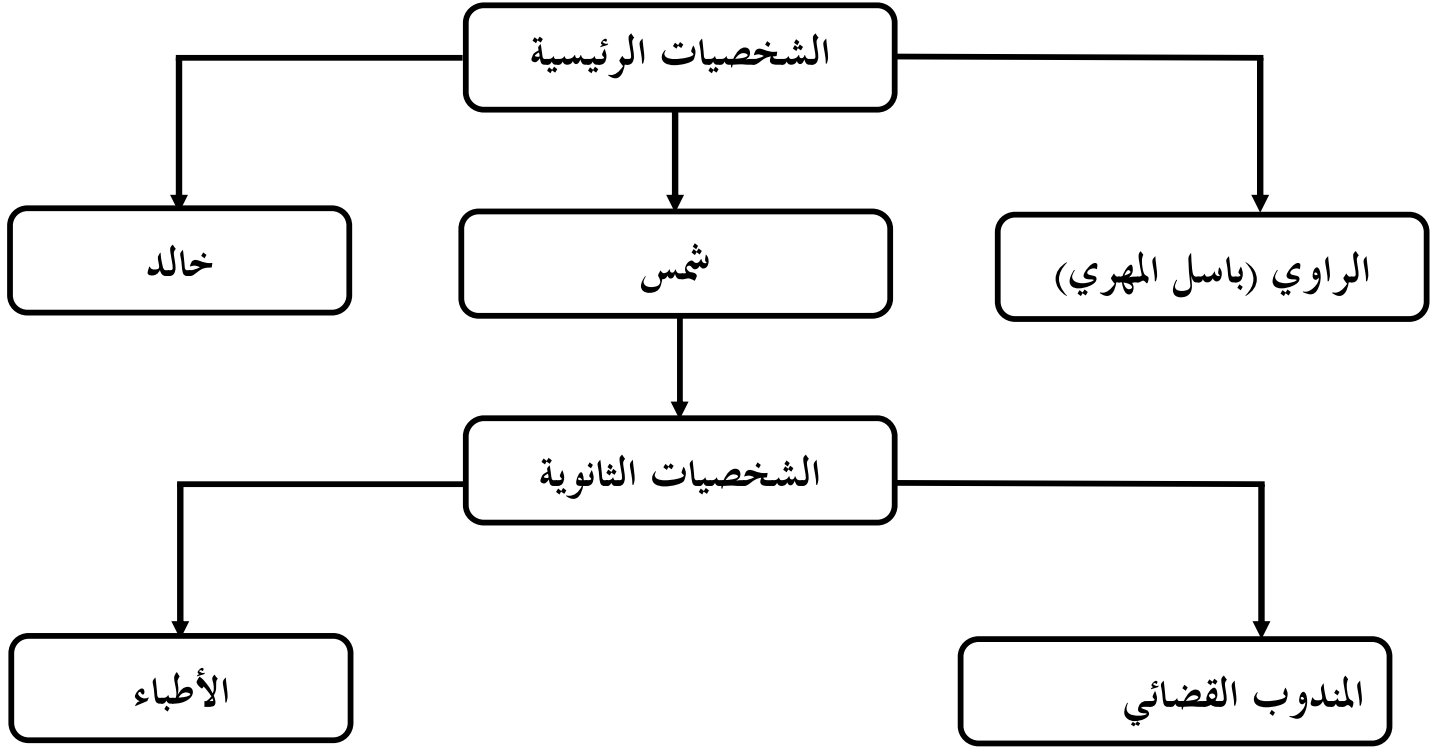 الشخصيات الرئيسية
الراوي (باسل المهري)
شمس
خالد
الشخصيات الثانوية
المندوب القضائي
الأطباء